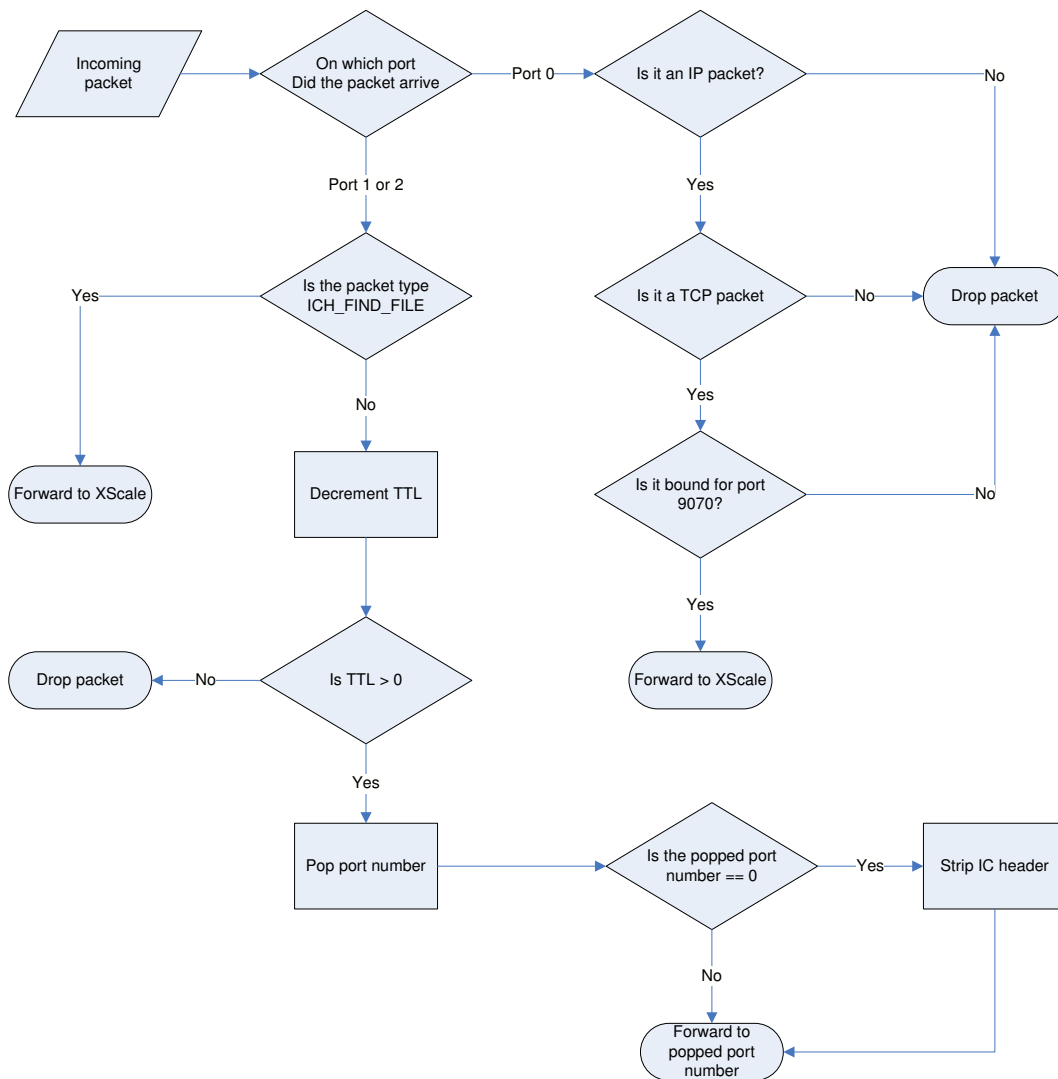 Incoming
packet
On which port
Did the packet arrive
Port 0
Is it an IP packet?
No
Port 1 or 2
Yes
Yes
Is the packet type
ICH_FIND_FILE
Is it a TCP packet
No
Drop packet
No
Yes
Forward to XScale
Decrement TTL
Is it bound for port
9070?
No
Yes
Drop packet
No
Is TTL > 0
Forward to XScale
Yes
Pop port number
Is the popped port
number == 0
Yes
Strip IC header
No
Forward to
popped port
number